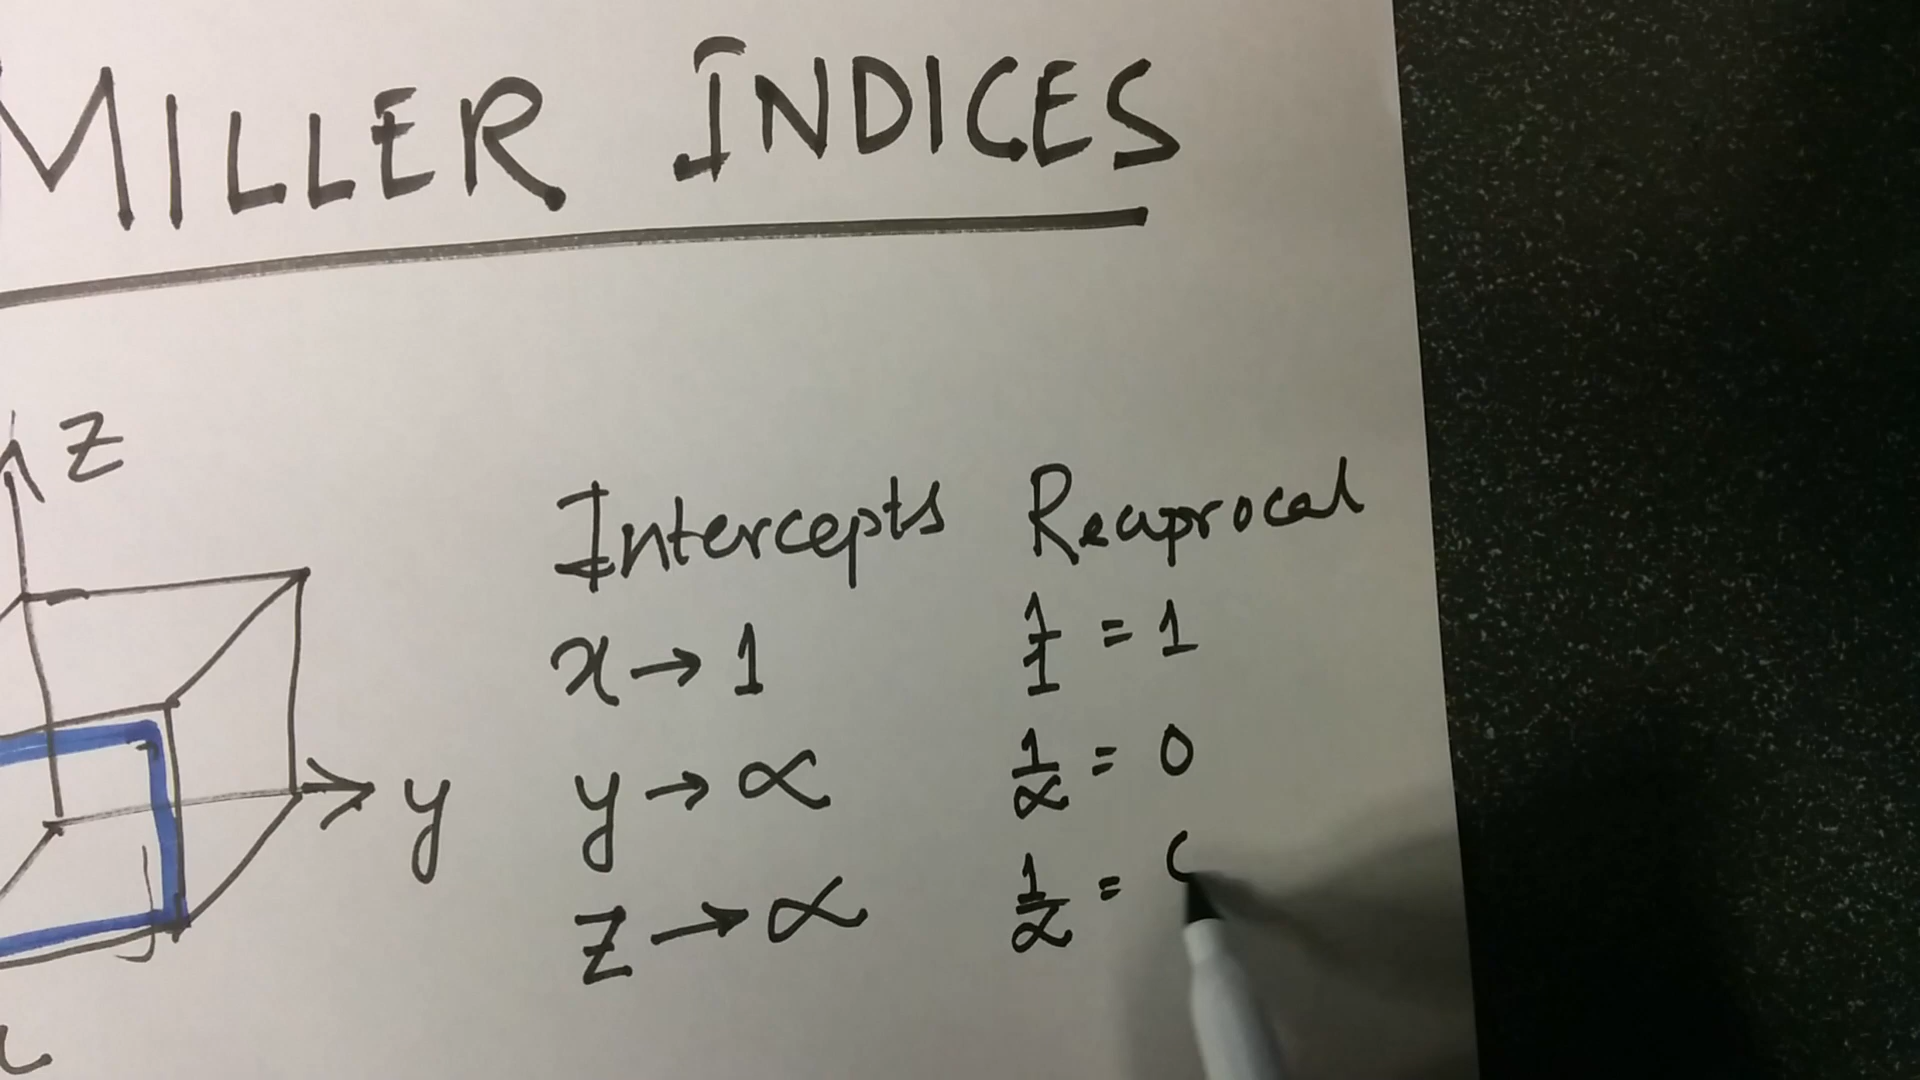 MILLER INDICES
z
Intercepts Reciprocal
x → 1 1/1 = 1
y → ∝ 1/∝ = 0
y
z → ∝ 1/∝ =